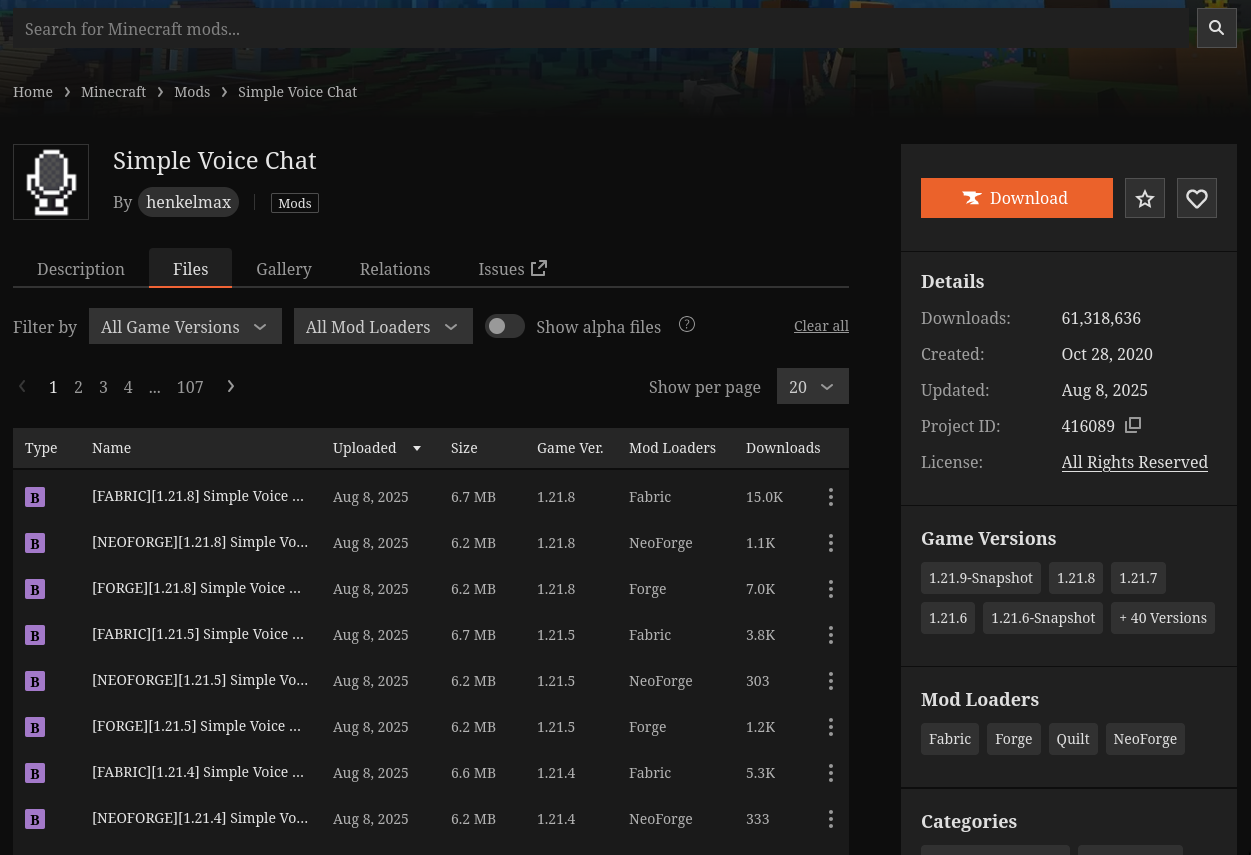 Search for Minecraft mods...
Home > Minecraft > Mods > Simple Voice Chat
Simple Voice Chat
By henkelmax Mods
Description Files Gallery Relations Issues
Filter by All Game Versions All Mod Loaders Show alpha files ? Clear all
1 2 3 4 ... 107 Show per page 20
Type Name Uploaded Size Game Ver. Mod Loaders Downloads
B [FABRIC][1.21.8] Simple Voice ... Aug 8, 2025 6.7 MB 1.21.8 Fabric 15.0K
B [NEOFORGE][1.21.8] Simple Vo... Aug 8, 2025 6.2 MB 1.21.8 NeoForge 1.1K
B [FORGE][1.21.8] Simple Voice ... Aug 8, 2025 6.2 MB 1.21.8 Forge 7.0K
B [FABRIC][1.21.5] Simple Voice ... Aug 8, 2025 6.7 MB 1.21.5 Fabric 3.8K
B [NEOFORGE][1.21.5] Simple Vo... Aug 8, 2025 6.2 MB 1.21.5 NeoForge 303
B [FORGE][1.21.5] Simple Voice ... Aug 8, 2025 6.2 MB 1.21.5 Forge 1.2K
B [FABRIC][1.21.4] Simple Voice ... Aug 8, 2025 6.6 MB 1.21.4 Fabric 5.3K
B [NEOFORGE][1.21.4] Simple Vo... Aug 8, 2025 6.2 MB 1.21.4 NeoForge 333
Download
Details
Downloads: 61,318,636
Created: Oct 28, 2020
Updated: Aug 8, 2025
Project ID: 416089
License: All Rights Reserved
Game Versions
1.21.9-Snapshot 1.21.8 1.21.7
1.21.6 1.21.6-Snapshot + 40 Versions
Mod Loaders
Fabric Forge Quilt NeoForge
Categories